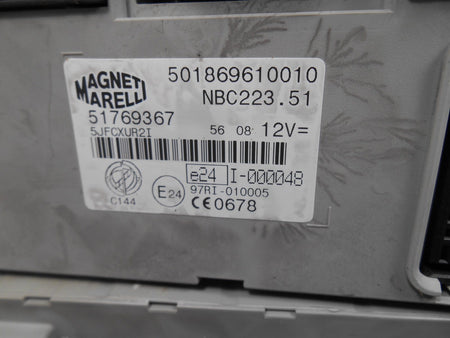 MAGNETI
MARELLI
501869610010
NBC223.51
51769367
5JFCXUR2I
56 08 12V=
e24 I-000048
97RI-010005
E24
C144
CE0678